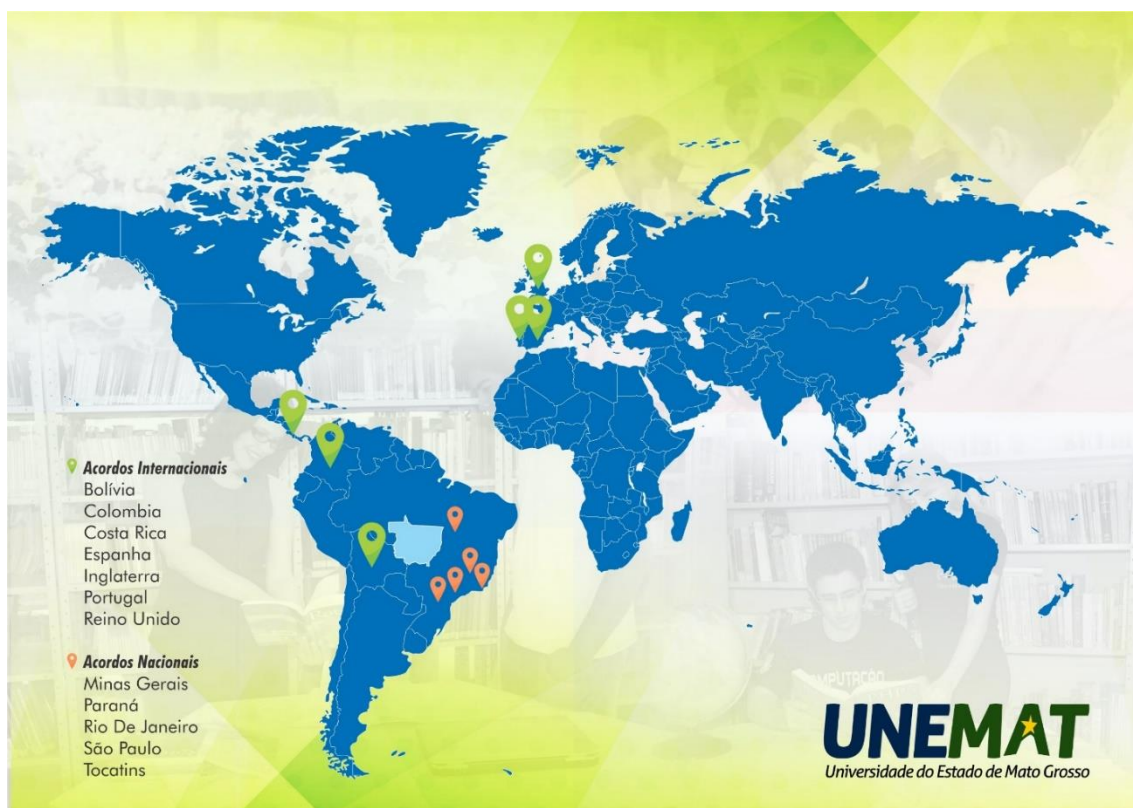 Acordos Internacionais
Bolívia
Colombia
Costa Rica
Espanha
Inglaterra
Portugal
Reino Unido
Acordos Nacionais
Minas Gerais
Paraná
Rio De Janeiro
São Paulo
Tocatins
COMPUTAÇÃO
UNEMAT
Universidade do Estado de Mato Grosso